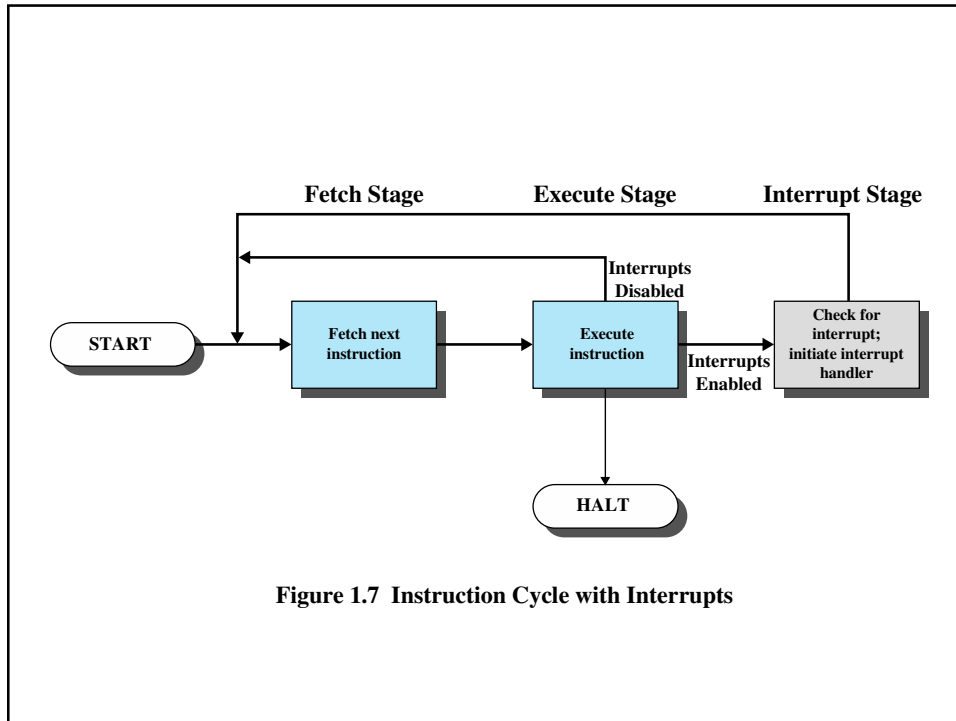 Fetch Stage
Execute Stage
Interrupt Stage
Interrupts
Disabled
START
Fetch next
instruction
Execute
instruction
Interrupts
Enabled
Check for
interrupt;
initiate interrupt
handler
HALT
Figure 1.7 Instruction Cycle with Interrupts